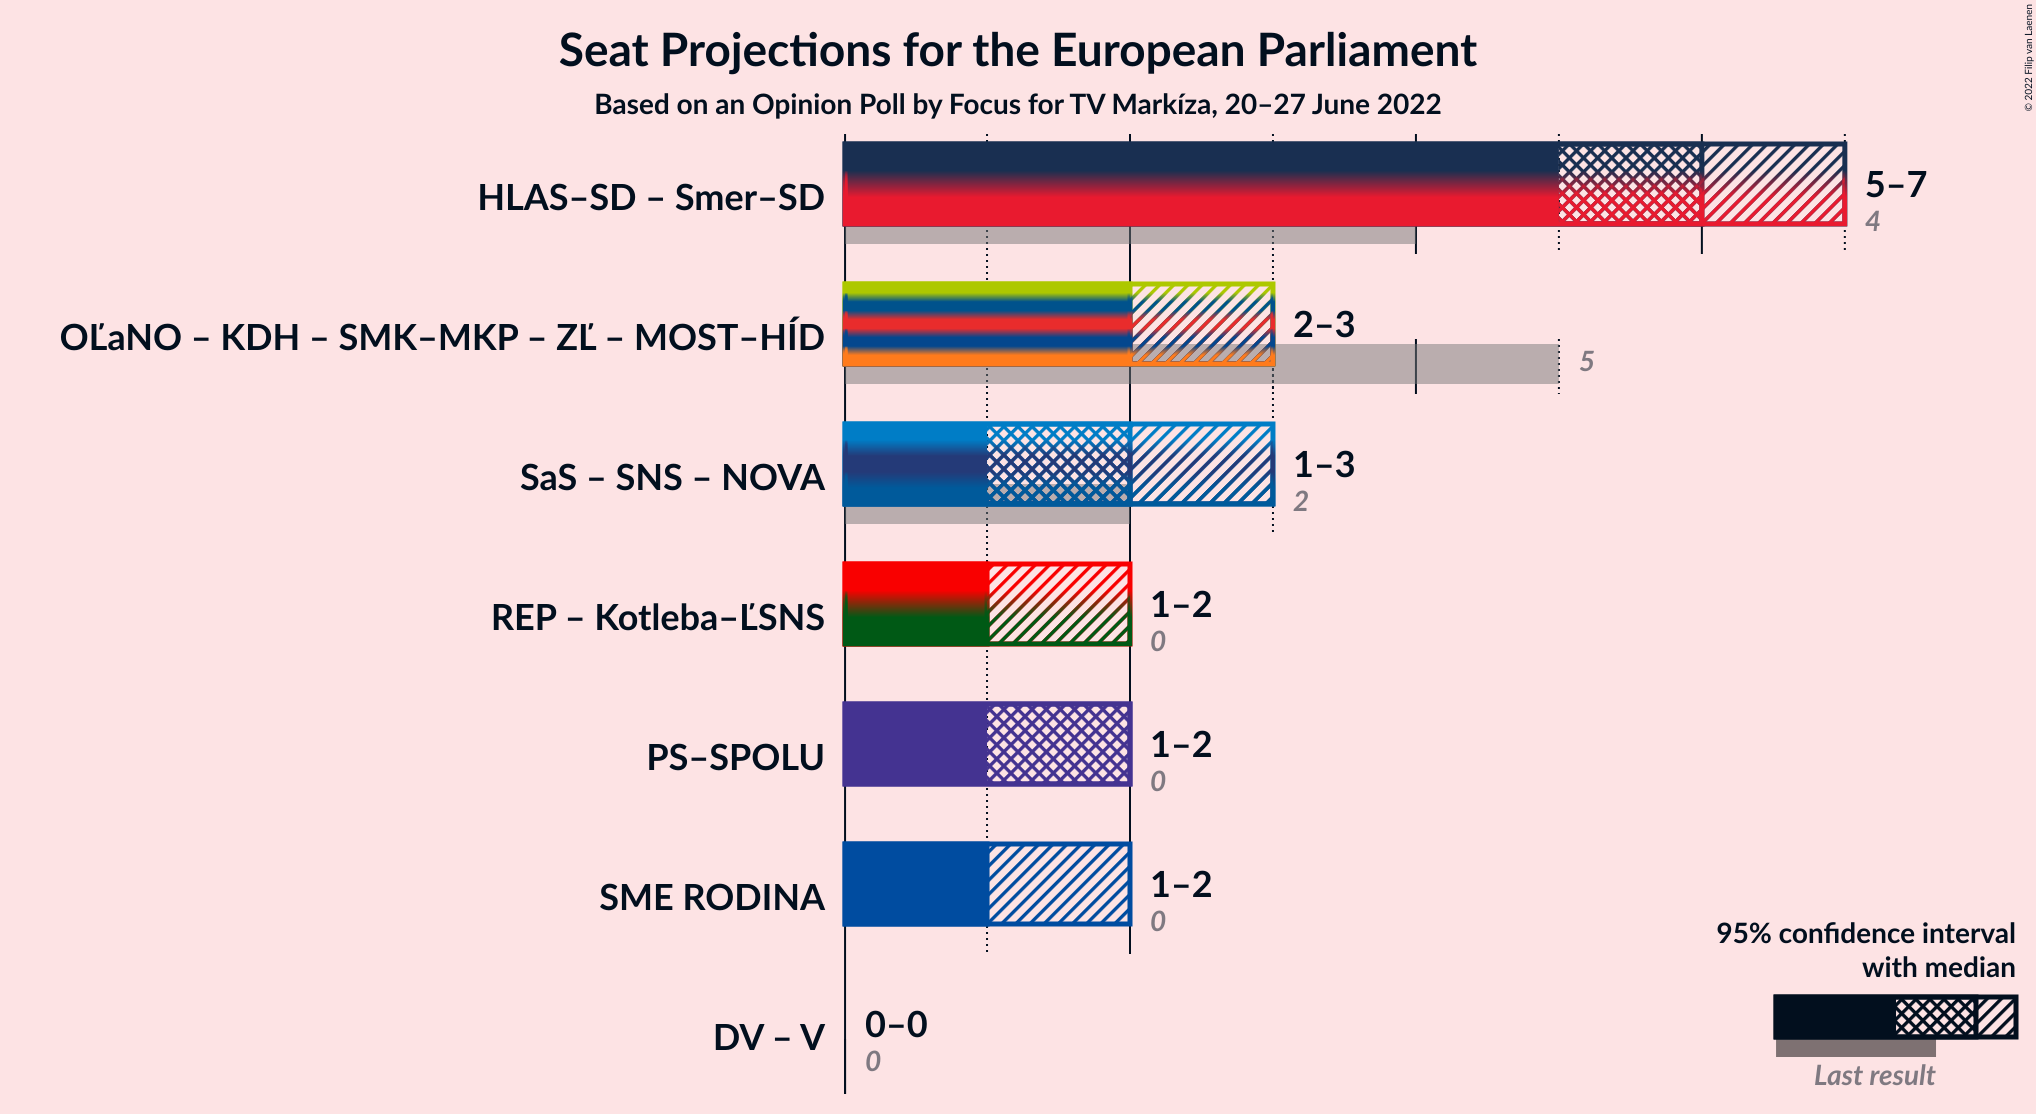 Seat Projections for the European Parliament
Based on an Opinion Poll by Focus for TV Markíza, 20–27 June 2022
© 2022 Filip van Laenen
HLAS–SD – Smer–SD
5–7
4
OĽaNO – KDH – SMK–MKP – ZĽ – MOST–HÍD
2–3
5
SaS – SNS – NOVA
1–3
2
REP – Kotleba–ĽSNS
1–2
0
PS–SPOLU
1–2
0
SME RODINA
1–2
0
DV – V
0–0
0
95% confidence interval
with median
Last result